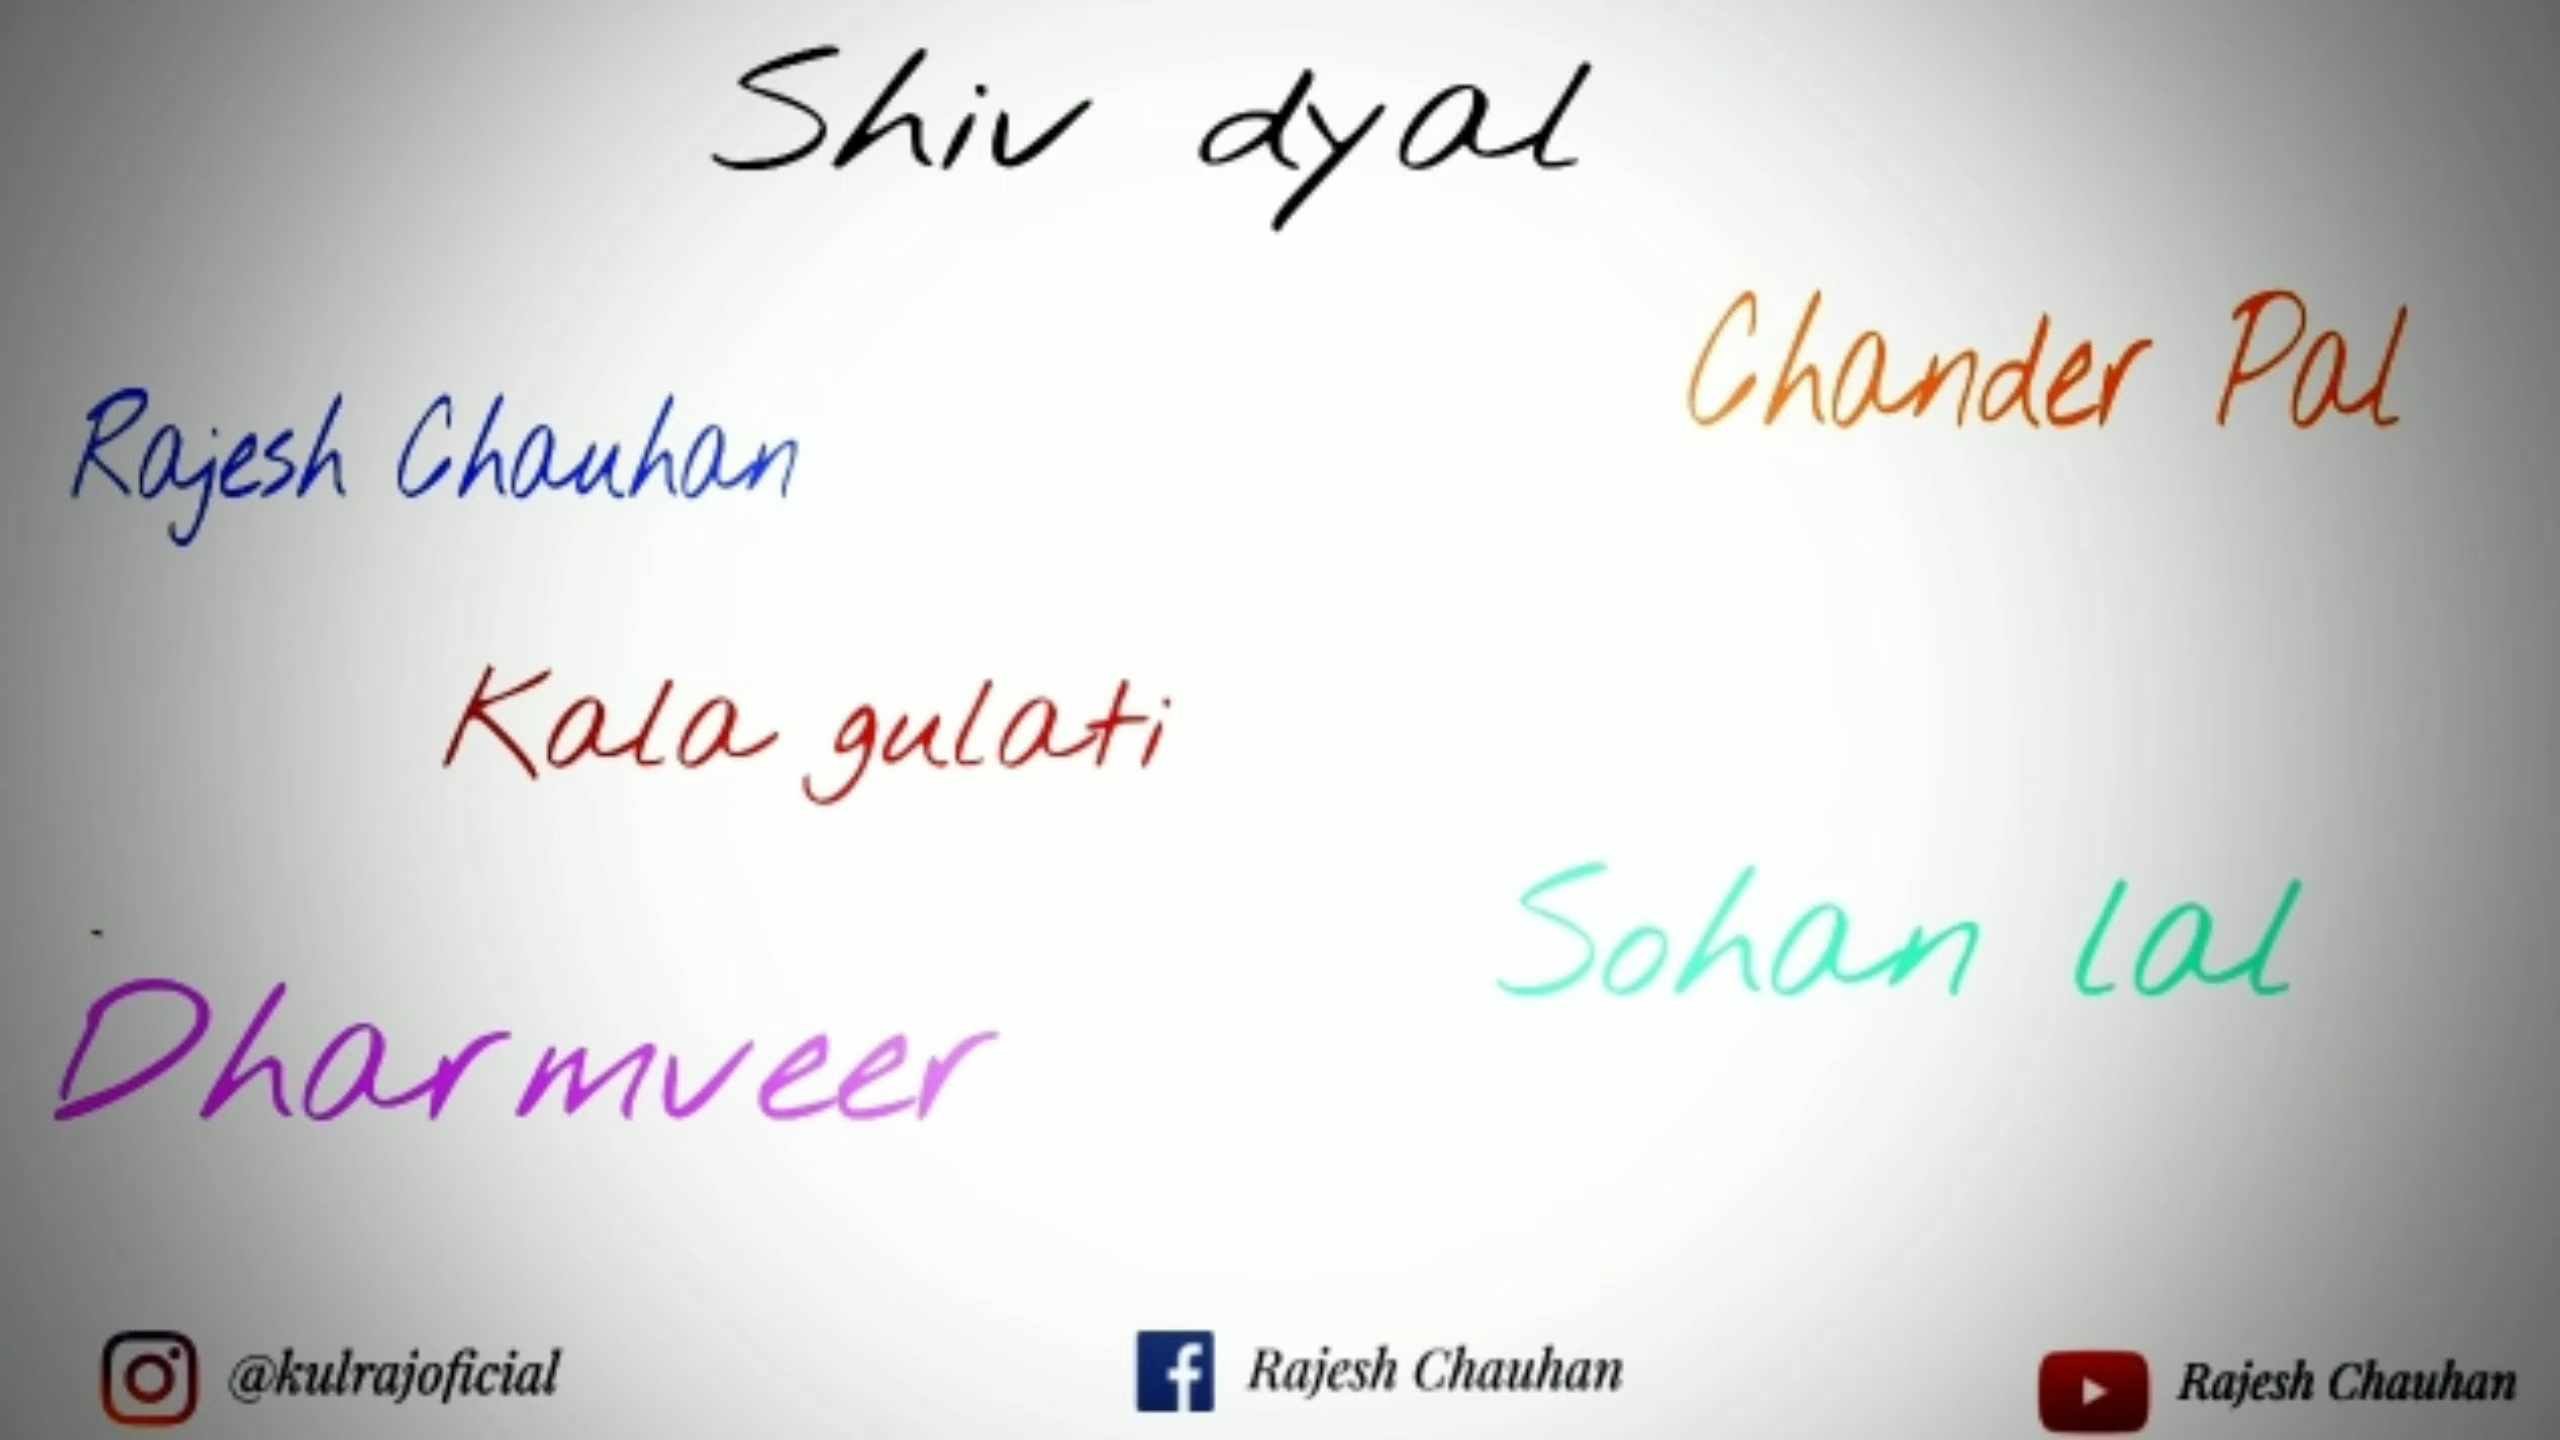 Shiv dyal
Chander Pal
Rajesh Chauhan
Kala gulati
Sohan lal
Dharmveer
@kulrajoficial
Rajesh Chauhan
Rajesh Chauhan